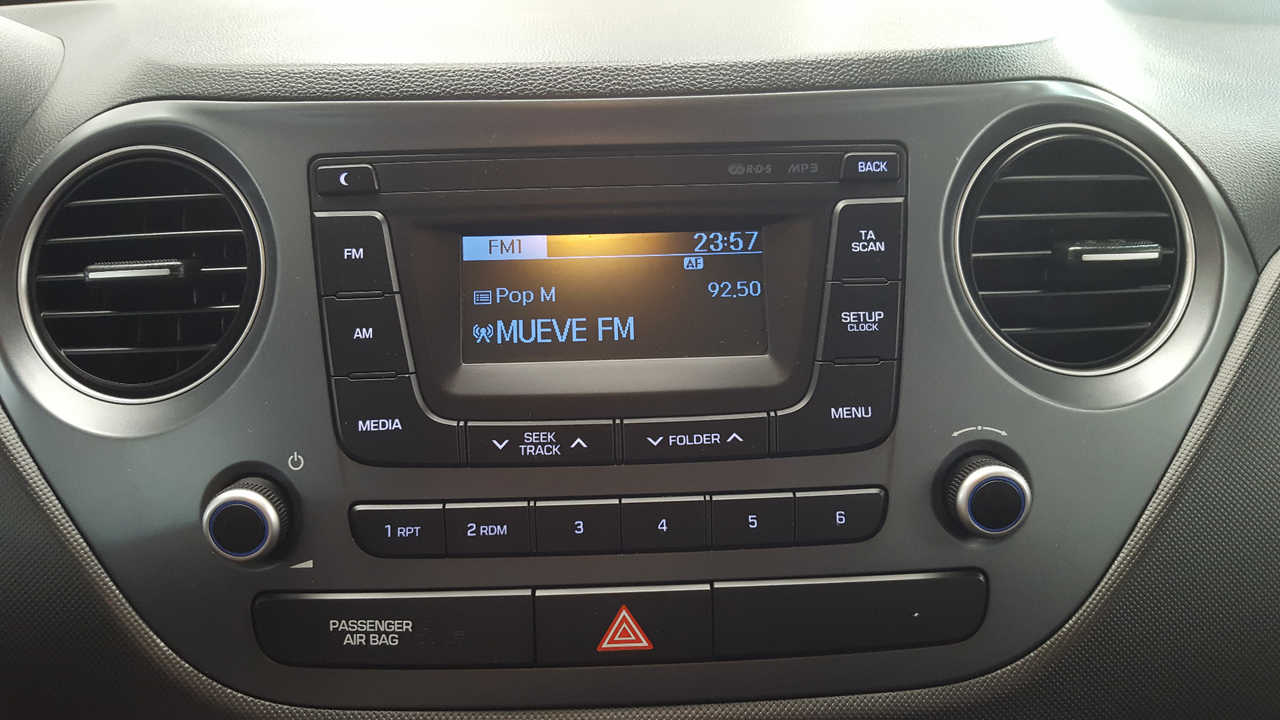 R·D·S MP3
BACK
FM
AM
MEDIA
FM1 23:57
AF
Pop M 92.50
MUEVE FM
TA
SCAN
SETUP
CLOCK
MENU
SEEK
TRACK
FOLDER
1 RPT 2 RDM 3 4 5 6
PASSENGER
AIR BAG